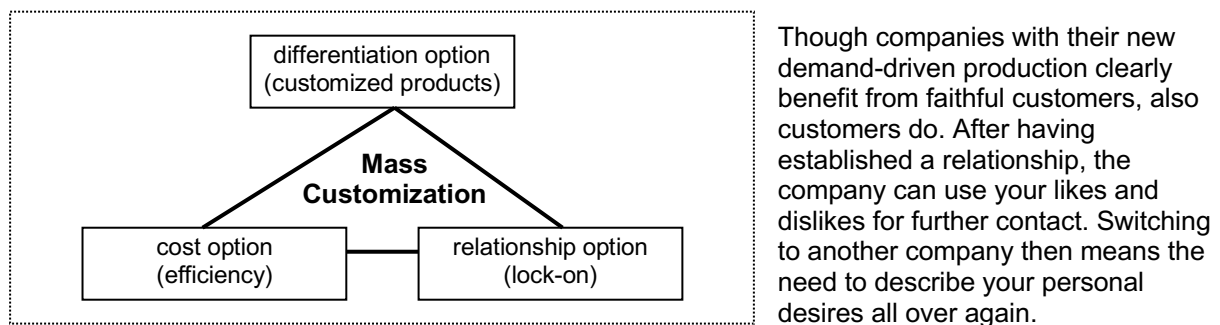 differentiation option
(customized products)
Mass
Customization
cost option
(efficiency)
relationship option
(lock-on)
Though companies with their new
demand-driven production clearly
benefit from faithful customers, also
customers do. After having
established a relationship, the
company can use your likes and
dislikes for further contact. Switching
to another company then means the
need to describe your personal
desires all over again.